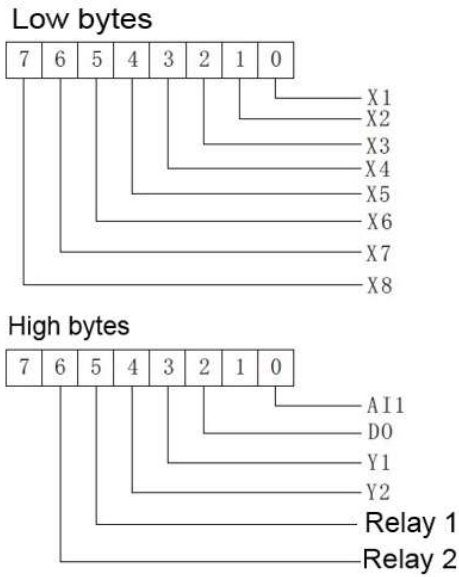 Low bytes
7 6 5 4 3 2 1 0
X1
X2
X3
X4
X5
X6
X7
X8
High bytes
7 6 5 4 3 2 1 0
AI1
DO
Y1
Y2
Relay 1
Relay 2